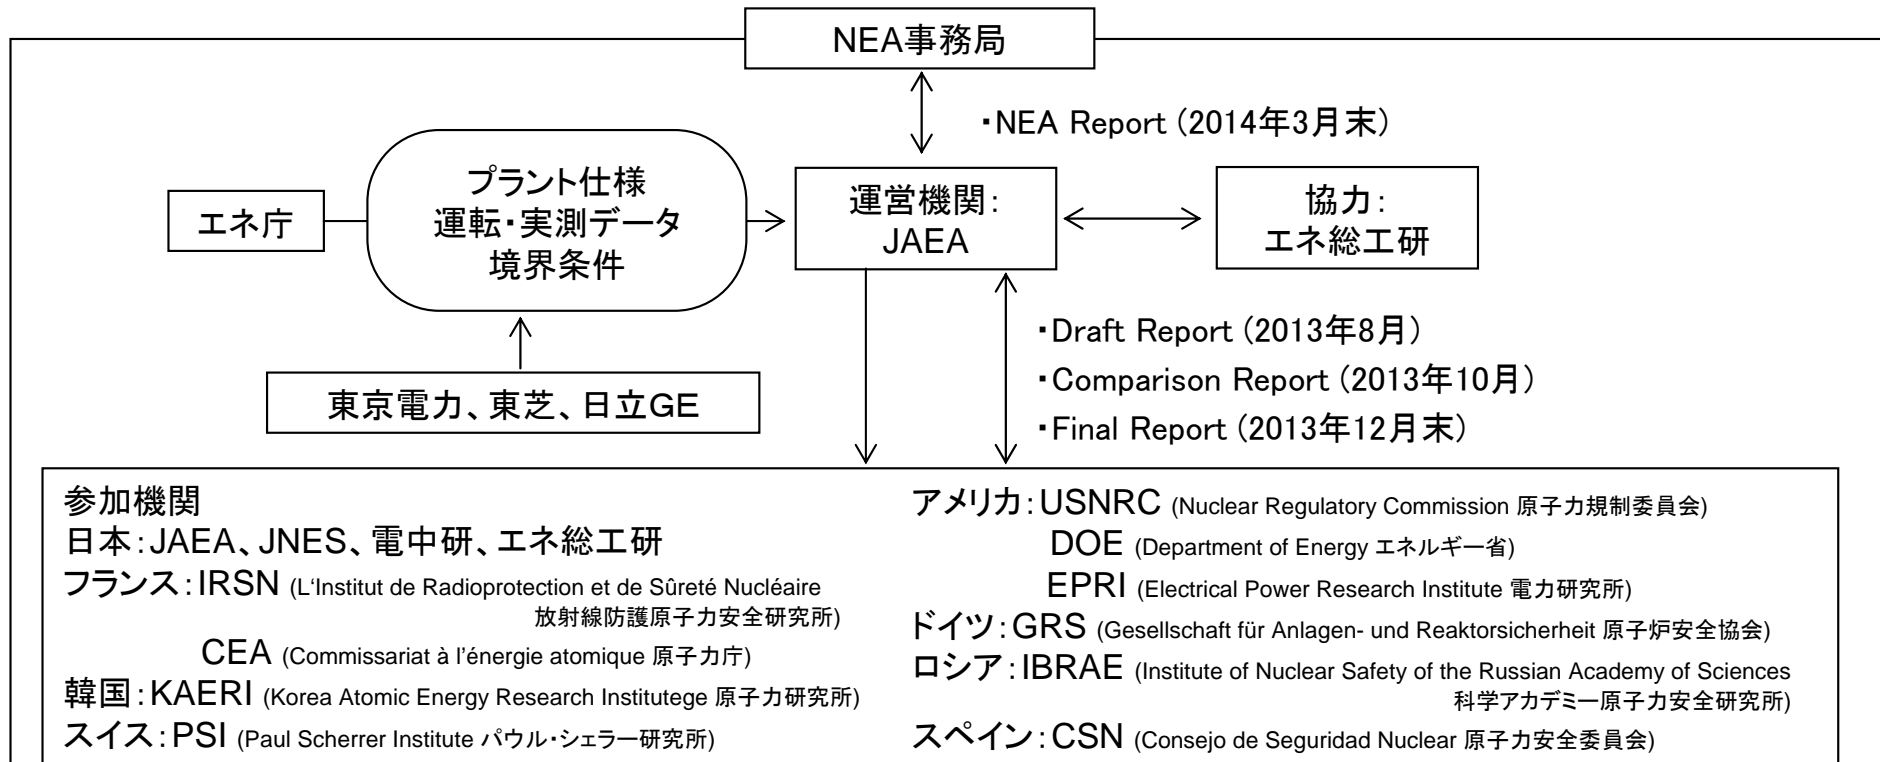 NEA事務局
・NEA Report (2014年3月末)
エネ庁
プラント仕様
運転・実測データ
境界条件
運営機関：
JAEA
協力：
エネ総工研
東京電力、東芝、日立GE
・Draft Report (2013年8月)
・Comparison Report (2013年10月)
・Final Report (2013年12月末)
参加機関
日本：JAEA、JNES、電中研、エネ総工研
フランス：IRSN (L‘Institut de Radioprotection et de Sûreté Nucléaire
放射線防護原子力安全研究所)
CEA (Commissariat à l’énergie atomique 原子力庁)
韓国：KAERI (Korea Atomic Energy Research Institutege 原子力研究所)
スイス：PSI (Paul Scherrer Institute パウル・シェラー研究所)
アメリカ：USNRC (Nuclear Regulatory Commission 原子力規制委員会)
DOE (Department of Energy エネルギー省)
EPRI (Electrical Power Research Institute 電力研究所)
ドイツ：GRS (Gesellschaft für Anlagen- und Reaktorsicherheit 原子炉安全協会)
ロシア：IBRAE (Institute of Nuclear Safety of the Russian Academy of Sciences
科学アカデミー原子力安全研究所)
スペイン：CSN (Consejo de Seguridad Nuclear 原子力安全委員会)